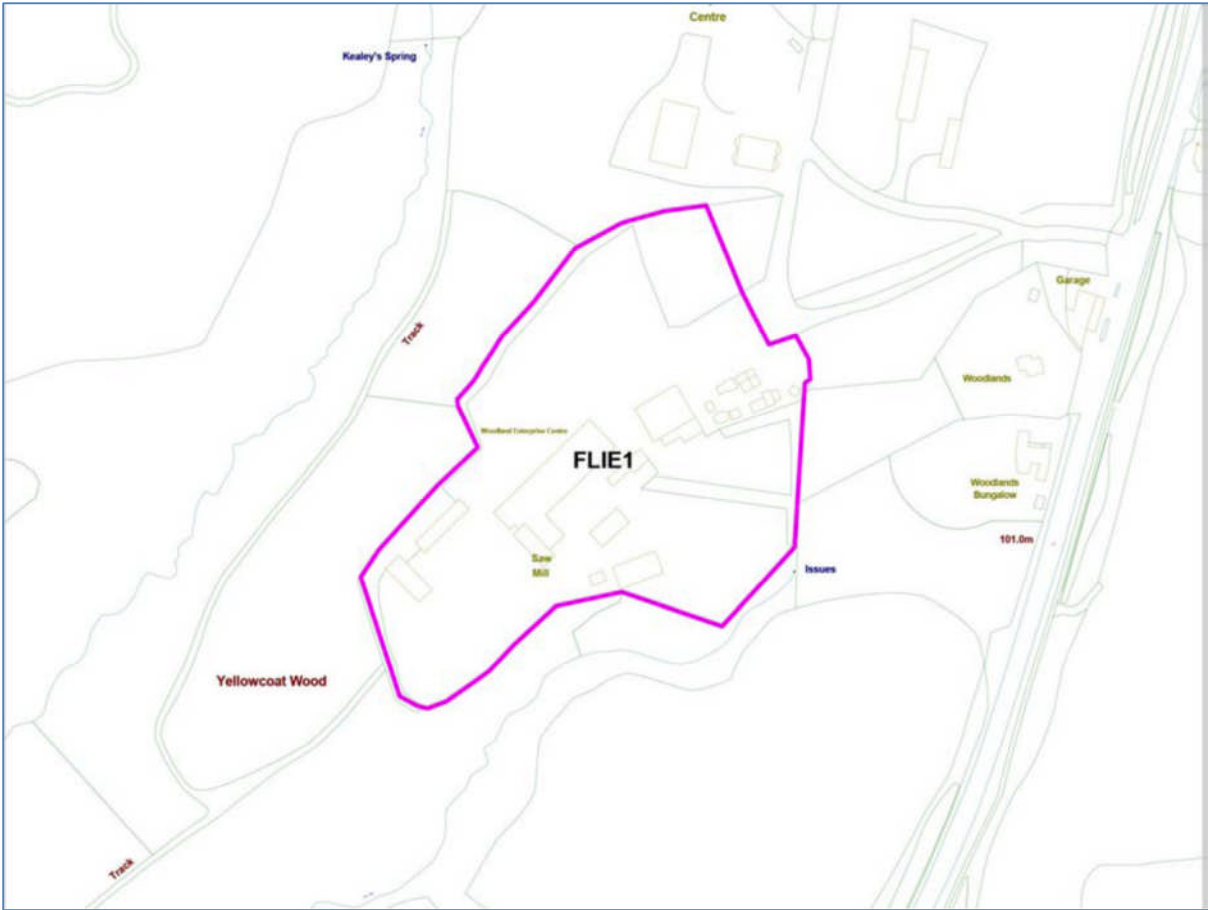 Centre
Kealey's Spring
Garage
Track
Woodlands
Woodland Enterprise Centre
FLIE1
Woodlands
Bungalow
101.0m
Saw
Mill
Issues
Yellowcoat Wood
Track